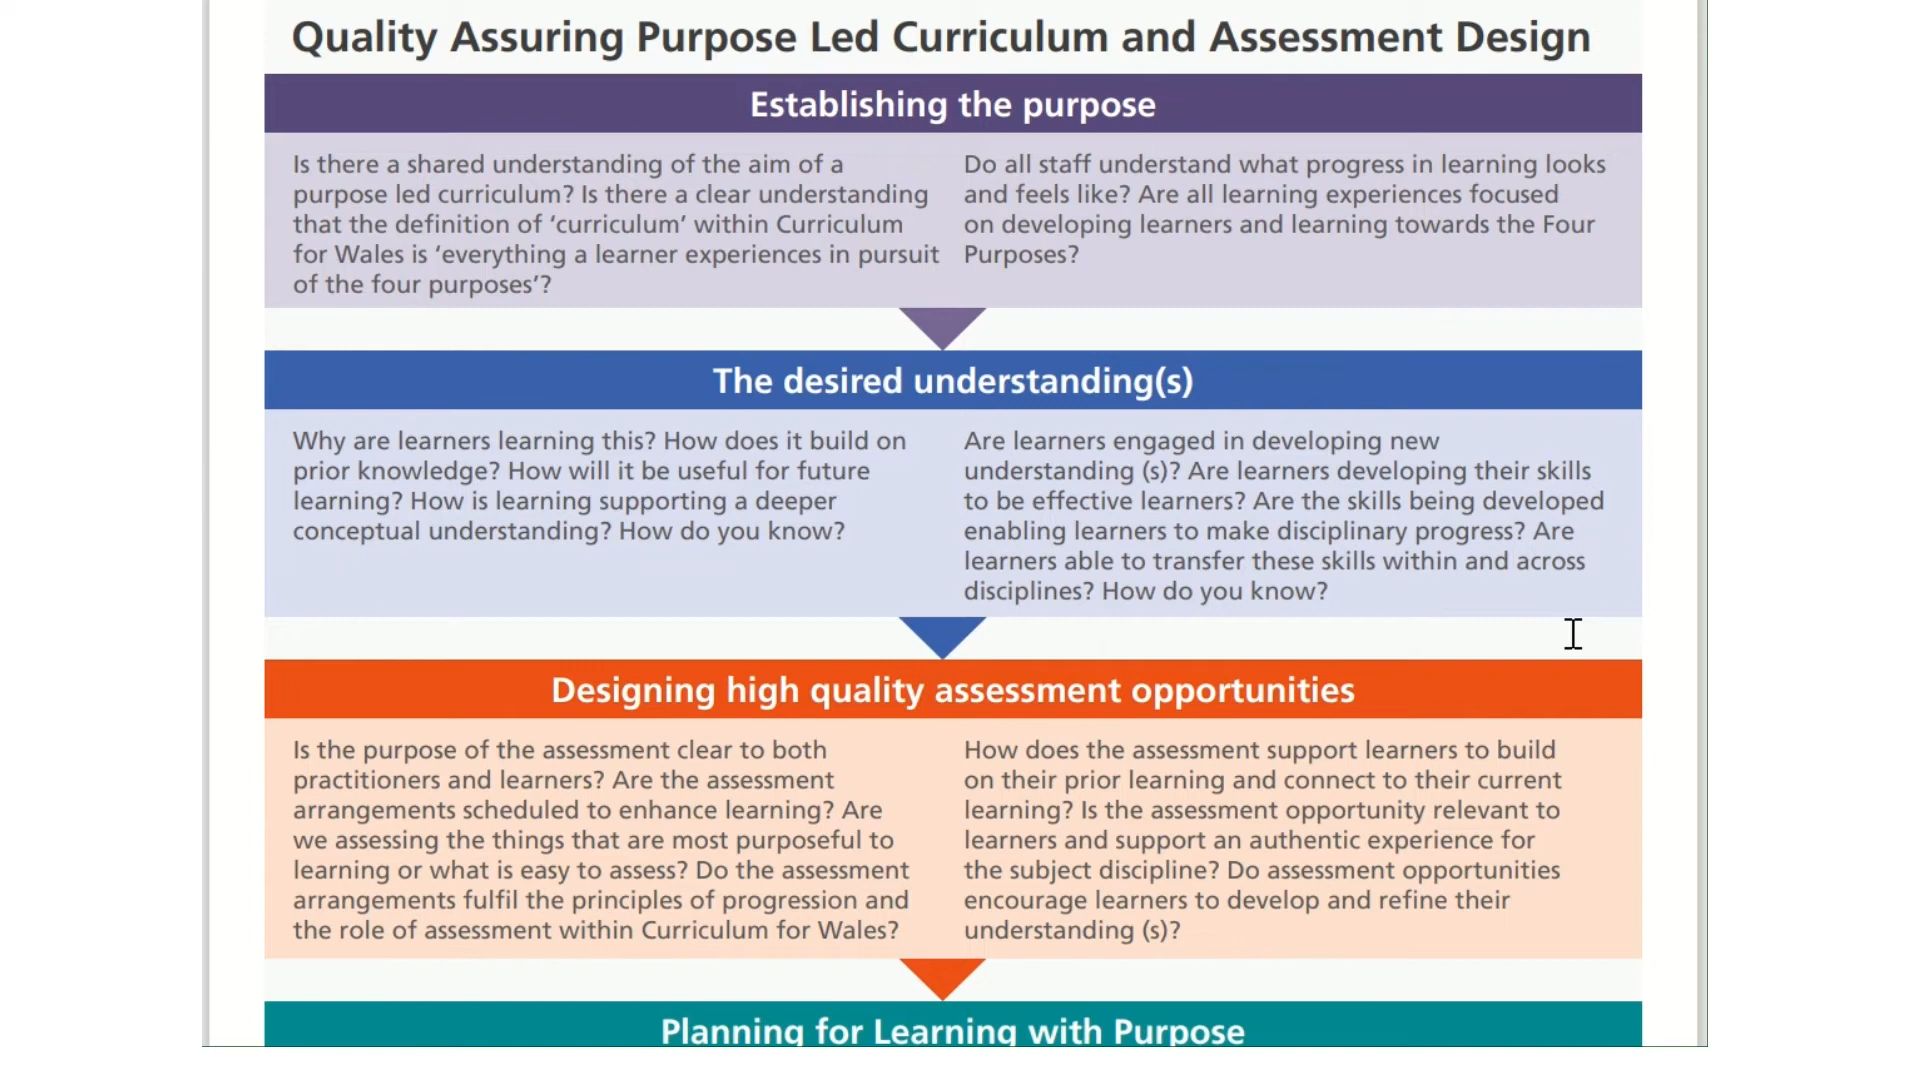 Quality Assuring Purpose Led Curriculum and Assessment Design
Establishing the purpose
Is there a shared understanding of the aim of a
purpose led curriculum? Is there a clear understanding
that the definition of ‘curriculum’ within Curriculum
for Wales is ‘everything a learner experiences in pursuit
of the four purposes’?
Do all staff understand what progress in learning looks
and feels like? Are all learning experiences focused
on developing learners and learning towards the Four
Purposes?
The desired understanding(s)
Why are learners learning this? How does it build on
prior knowledge? How will it be useful for future
learning? How is learning supporting a deeper
conceptual understanding? How do you know?
Are learners engaged in developing new
understanding (s)? Are learners developing their skills
to be effective learners? Are the skills being developed
enabling learners to make disciplinary progress? Are
learners able to transfer these skills within and across
disciplines? How do you know?
Designing high quality assessment opportunities
Is the purpose of the assessment clear to both
practitioners and learners? Are the assessment
arrangements scheduled to enhance learning? Are
we assessing the things that are most purposeful to
learning or what is easy to assess? Do the assessment
arrangements fulfil the principles of progression and
the role of assessment within Curriculum for Wales?
How does the assessment support learners to build
on their prior learning and connect to their current
learning? Is the assessment opportunity relevant to
learners and support an authentic experience for
the subject discipline? Do assessment opportunities
encourage learners to develop and refine their
understanding (s)?
Planning for Learning with Purpose